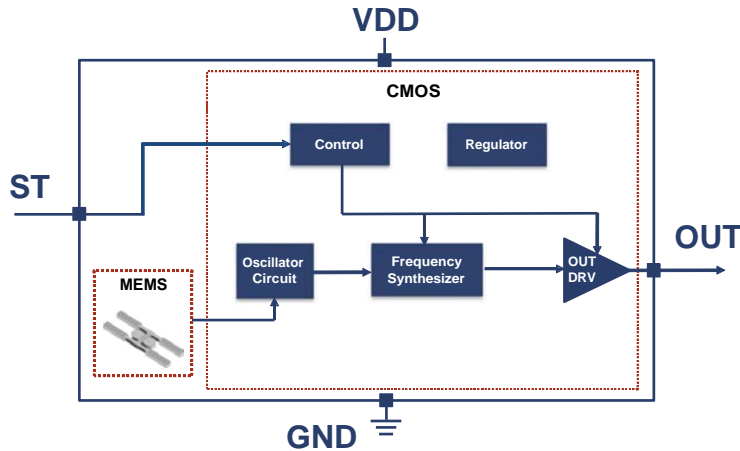 VDD
CMOS
Control
Regulator
ST
Oscillator
Circuit
Frequency
Synthesizer
OUT
DRV
OUT
MEMS
GND